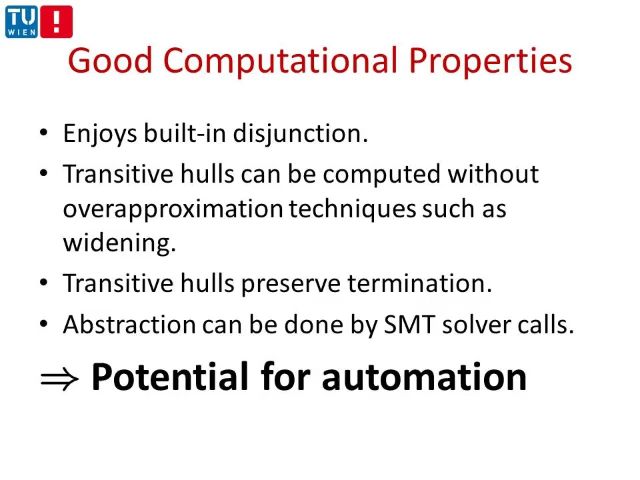 TU
WIEN
!
Good Computational Properties
• Enjoys built-in disjunction.
• Transitive hulls can be computed without
overapproximation techniques such as
widening.
• Transitive hulls preserve termination.
• Abstraction can be done by SMT solver calls.
⇒ Potential for automation